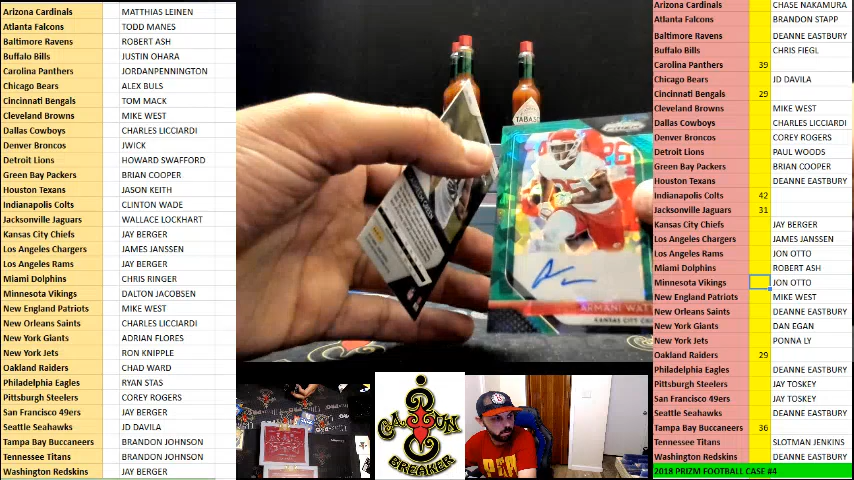 Arizona Cardinals MATTHIAS LEINEN
Atlanta Falcons TODD MANES
Baltimore Ravens ROBERT ASH
Buffalo Bills JUSTIN OHARA
Carolina Panthers JORDANPENNINGTON
Chicago Bears ALEX BULS
Cincinnati Bengals TOM MACK
Cleveland Browns MIKE WEST
Dallas Cowboys CHARLES LICCIARDI
Denver Broncos JWICK
Detroit Lions HOWARD SWAFFORD
Green Bay Packers BRIAN COOPER
Houston Texans JASON KEITH
Indianapolis Colts CLINTON WADE
Jacksonville Jaguars WALLACE LOCKHART
Kansas City Chiefs JAY BERGER
Los Angeles Chargers JAMES JANSSEN
Los Angeles Rams JAY BERGER
Miami Dolphins CHRIS RINGER
Minnesota Vikings DALTON JACOBSEN
New England Patriots MIKE WEST
New Orleans Saints CHARLES LICCIARDI
New York Giants ADRIAN FLORES
New York Jets RON KNIPPLE
Oakland Raiders CHAD WARD
Philadelphia Eagles RYAN STAS
Pittsburgh Steelers COREY ROGERS
San Francisco 49ers JAY BERGER
Seattle Seahawks JD DAVILA
Tampa Bay Buccaneers BRANDON JOHNSON
Tennessee Titans BRANDON JOHNSON
Washington Redskins JAY BERGER
TABASC
PRIZM
ARMANI WAT
KANSAS CITY CH
CAJUN
BREAKER
Arizona Cardinals CHASE NAKAMURA
Atlanta Falcons BRANDON STAPP
Baltimore Ravens DEANNE EASTBURY
Buffalo Bills CHRIS FIEGL
Carolina Panthers 39
Chicago Bears JD DAVILA
Cincinnati Bengals 29
Cleveland Browns MIKE WEST
Dallas Cowboys CHARLES LICCIARDI
Denver Broncos COREY ROGERS
Detroit Lions PAUL WOODS
Green Bay Packers BRIAN COOPER
Houston Texans DEANNE EASTBURY
Indianapolis Colts 42
Jacksonville Jaguars 31
Kansas City Chiefs JAY BERGER
Los Angeles Chargers JAMES JANSSEN
Los Angeles Rams JON OTTO
Miami Dolphins ROBERT ASH
Minnesota Vikings JON OTTO
New England Patriots MIKE WEST
New Orleans Saints DEANNE EASTBURY
New York Giants DAN EGAN
New York Jets PONNA LY
Oakland Raiders 29
Philadelphia Eagles DEANNE EASTBURY
Pittsburgh Steelers JAY TOSKEY
San Francisco 49ers JAY TOSKEY
Seattle Seahawks DEANNE EASTBURY
Tampa Bay Buccaneers 36
Tennessee Titans SLOTMAN JENKINS
Washington Redskins DEANNE EASTBURY
2018 PRIZM FOOTBALL CASE #4